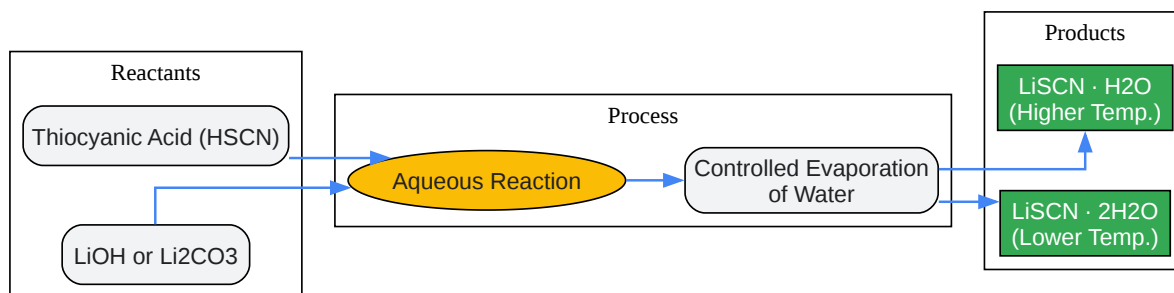 Reactants
Thiocyanic Acid (HSCN)
LiOH or Li2CO3
Process
Aqueous Reaction
Controlled Evaporation
of Water
Products
LiSCN · H2O
(Higher Temp.)
LiSCN · 2H2O
(Lower Temp.)